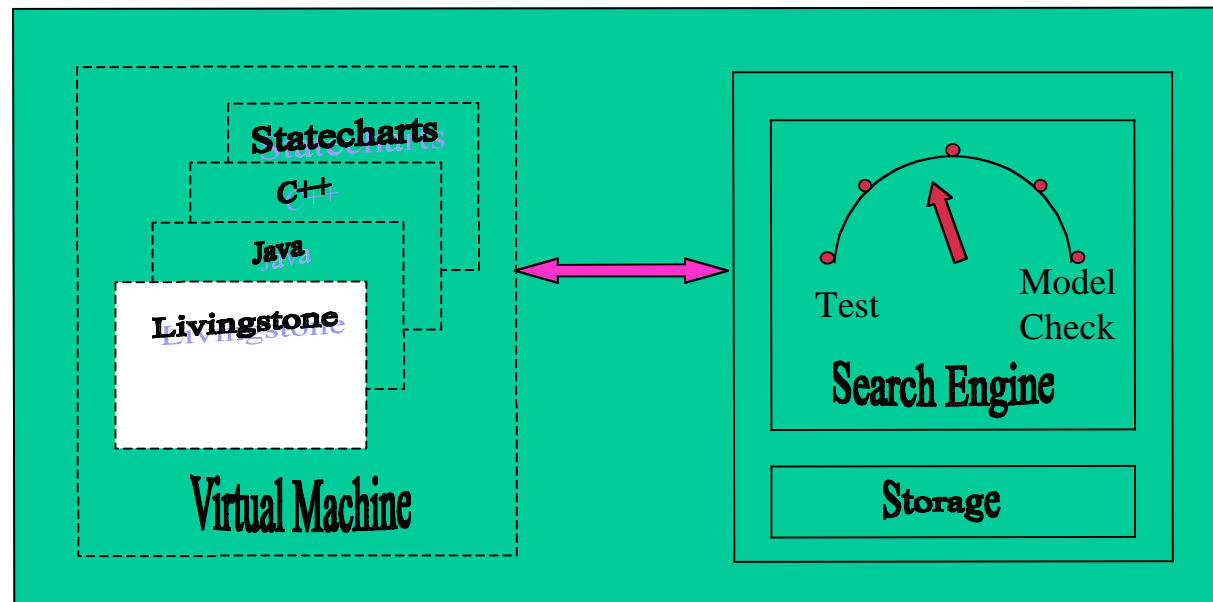 Statecharts
C++
Java
Livingstone
Virtual Machine
Test
Model
Check
Search Engine
Storage